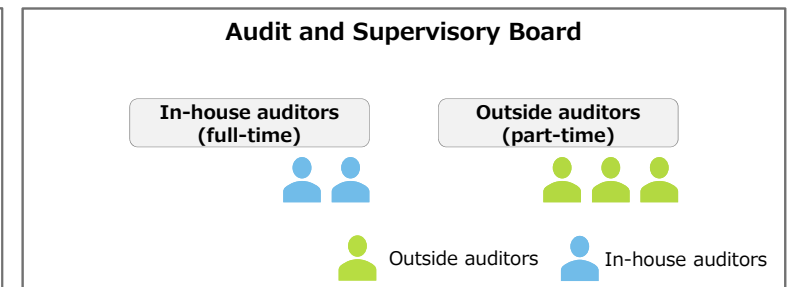 Audit and Supervisory Board
In-house auditors
(full-time)
Outside auditors
(part-time)
Outside auditors
In-house auditors